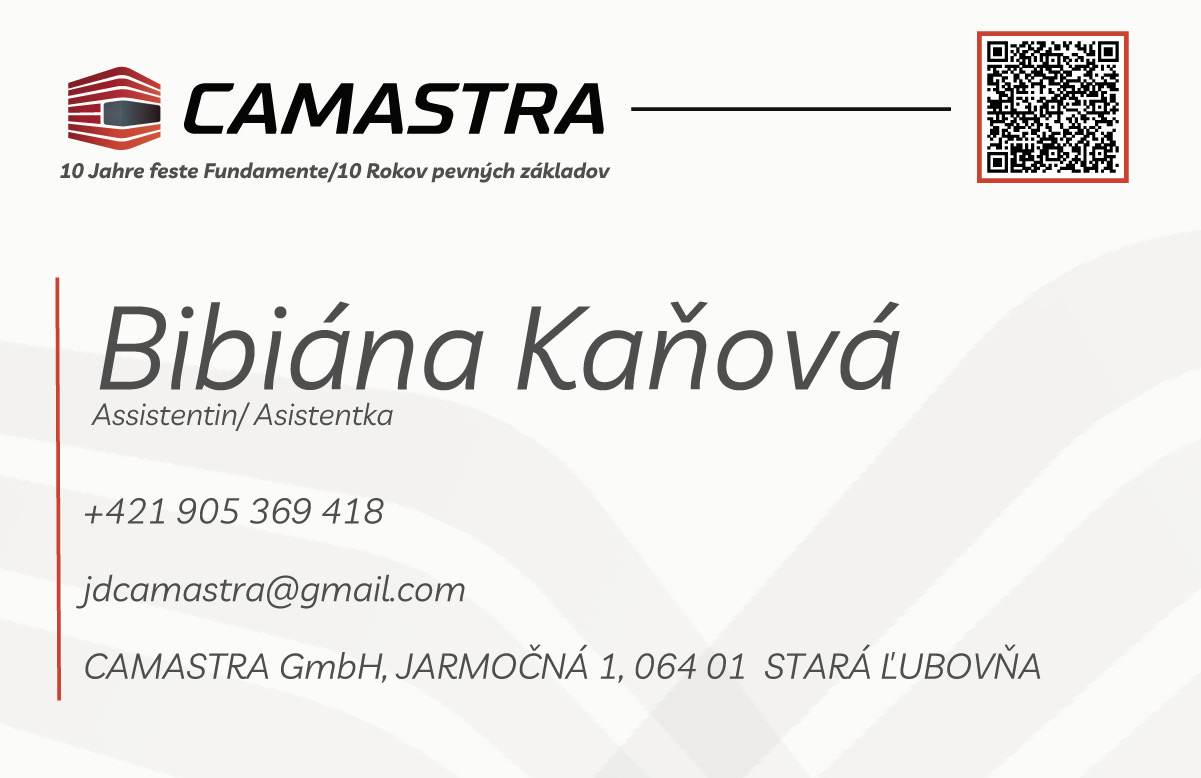 CAMASTRA
10 Jahre feste Fundamente/10 Rokov pevných základov
Bibiána Kaňová
Assistentin/ Asistentka
+421 905 369 418
jdcamastra@gmail.com
CAMASTRA GmbH, JARMOČNÁ 1, 064 01  STARÁ ĽUBOVŇA